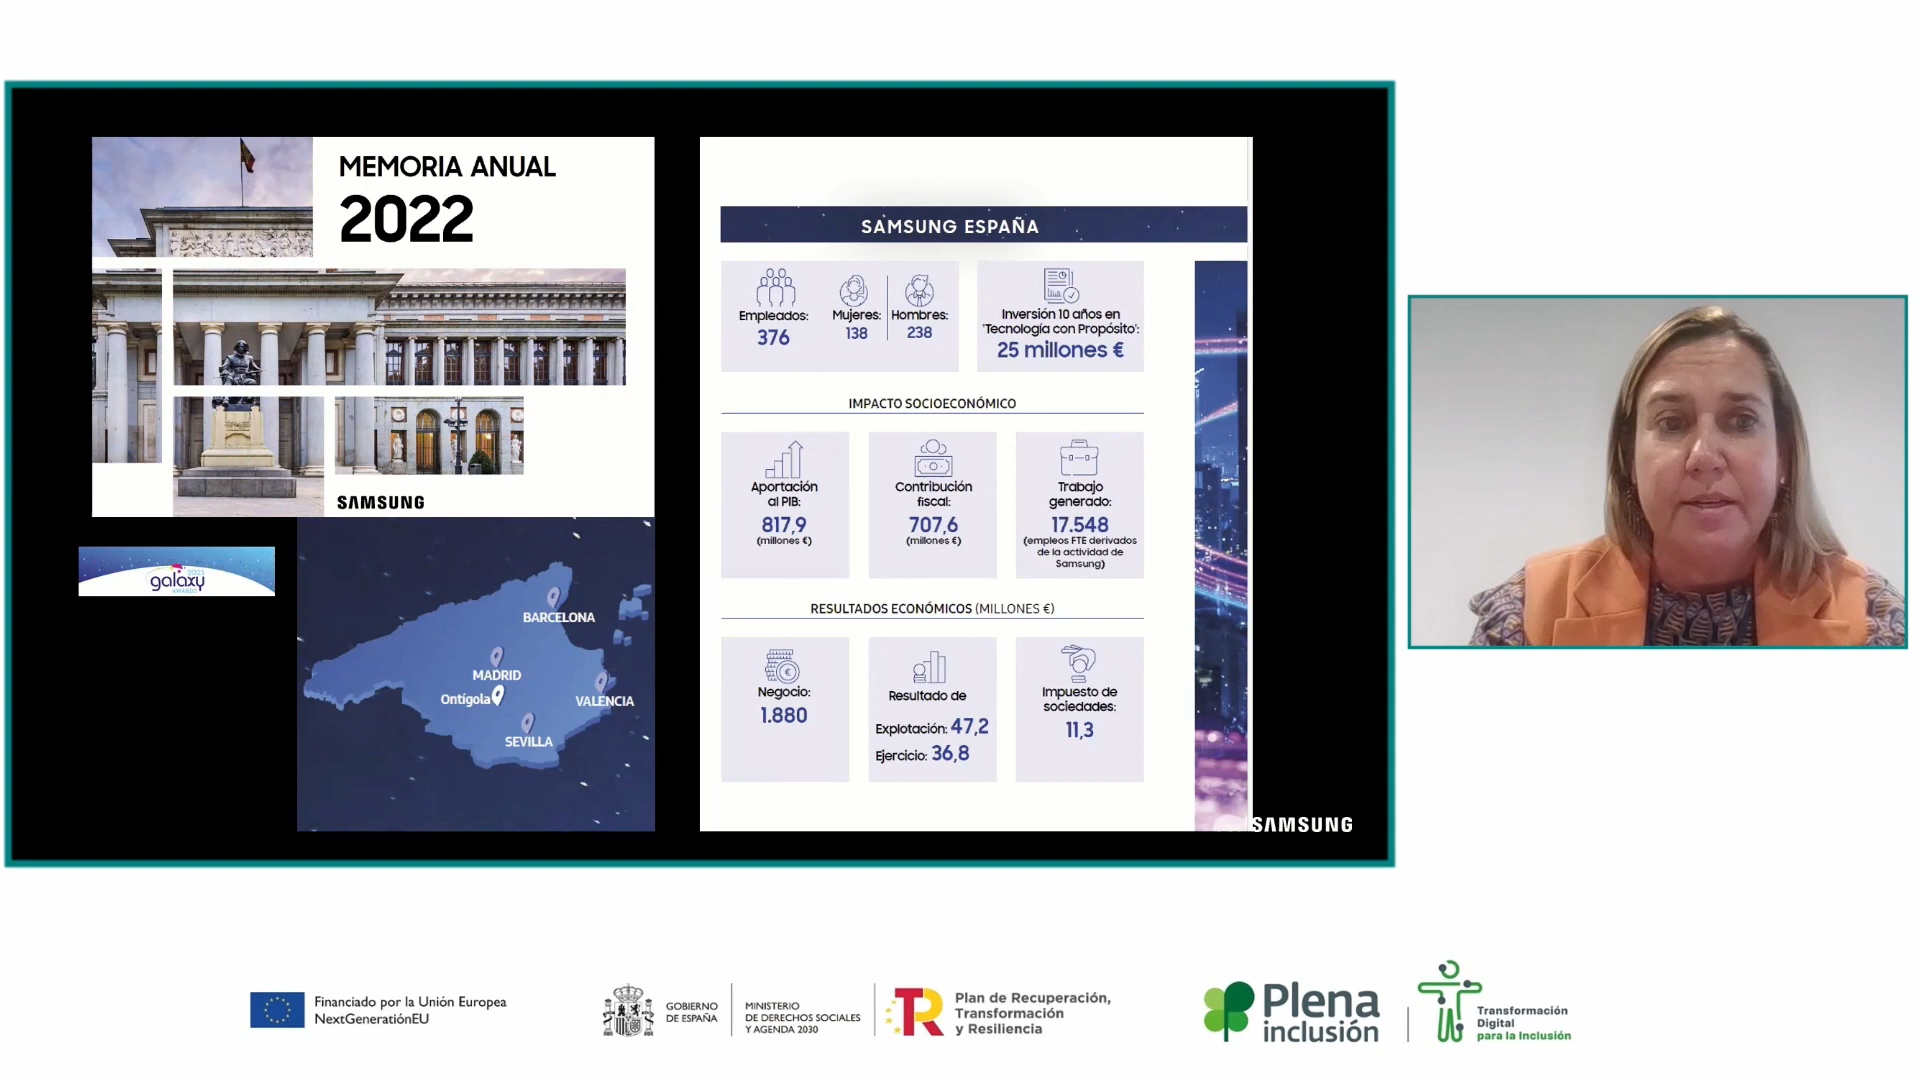 MEMORIA ANUAL
2022
SAMSUNG
2023
galaxy
AWARDS
BARCELONA
MADRID
Ontígola
VALENCIA
SEVILLA
SAMSUNG ESPAÑA
Empleados:
376
Mujeres:
138
Hombres:
238
Inversión 10 años en
'Tecnología con Propósito':
25 millones €
IMPACTO SOCIOECONÓMICO
Aportación
al PIB:
817,9
(millones €)
Contribución
fiscal:
707,6
(millones €)
Trabajo
generado:
17.548
(empleos FTE derivados
de la actividad de
Samsung)
RESULTADOS ECONÓMICOS (MILLONES €)
Negocio:
1.880
Resultado de
Explotación: 47,2
Ejercicio: 36,8
Impuesto de
sociedades:
11,3
SAMSUNG
Financiado por la Unión Europea
NextGenerationEU
GOBIERNO
DE ESPAÑA
MINISTERIO
DE DERECHOS SOCIALES
Y AGENDA 2030
TR
Plan de Recuperación,
Transformación
y Resiliencia
Plena
inclusión
Transformación
Digital
para la Inclusión